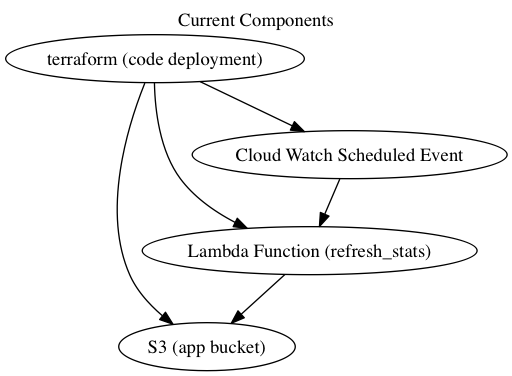 Current Components
terraform (code deployment)
Cloud Watch Scheduled Event
Lambda Function (refresh_stats)
S3 (app bucket)